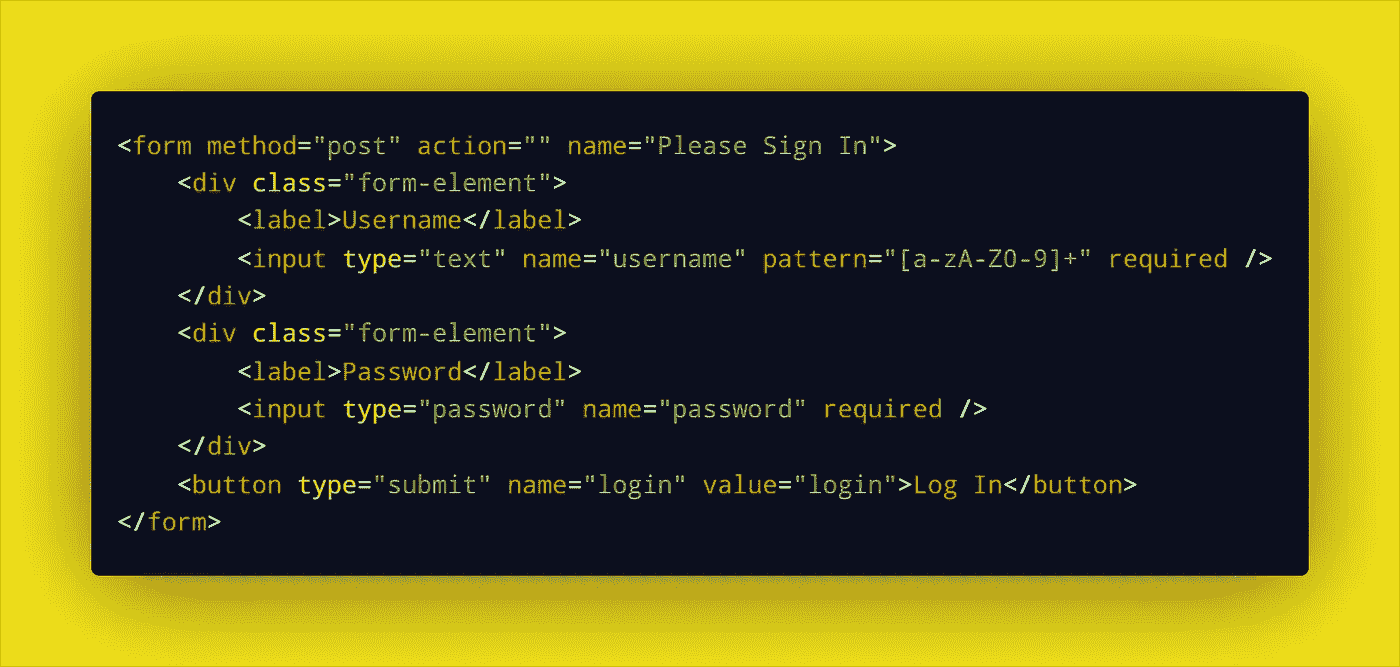 <form method="post" action="" name="Please Sign In">
    <div class="form-element">
        <label>Username</label>
        <input type="text" name="username" pattern="[a-zA-Z0-9]+" required />
    </div>
    <div class="form-element">
        <label>Password</label>
        <input type="password" name="password" required />
    </div>
    <button type="submit" name="login" value="login">Log In</button>
</form>